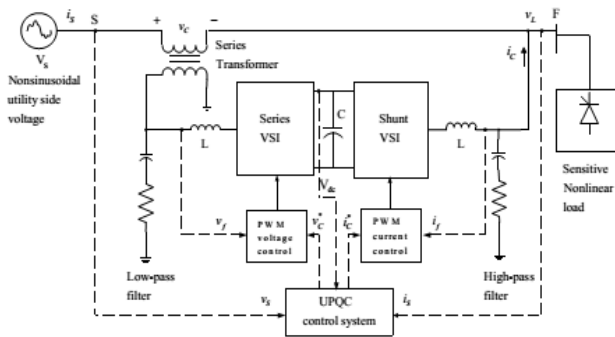 i_S
S
+
v_C
−
v_L
F
V_s
Nonsinusoidal
utility side
voltage
Series
Transformer
i_C
L
Series
VSI
C
Shunt
VSI
L
Sensitive
Nonlinear
load
V_dc
v_f
PWM
voltage
control
v_C^*
i_C^*
PWM
current
control
i_f
Low-pass
filter
High-pass
filter
v_S
UPQC
control system
i_S